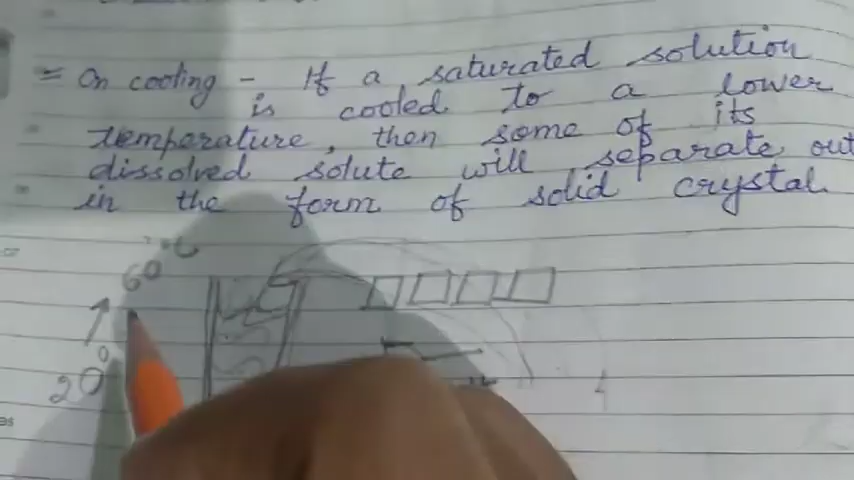 = On cooling - If a saturated solution
is cooled to a lower
temperature, then some of its
dissolved solute will separate out
in the form of solid crystal.
60 °C
20°